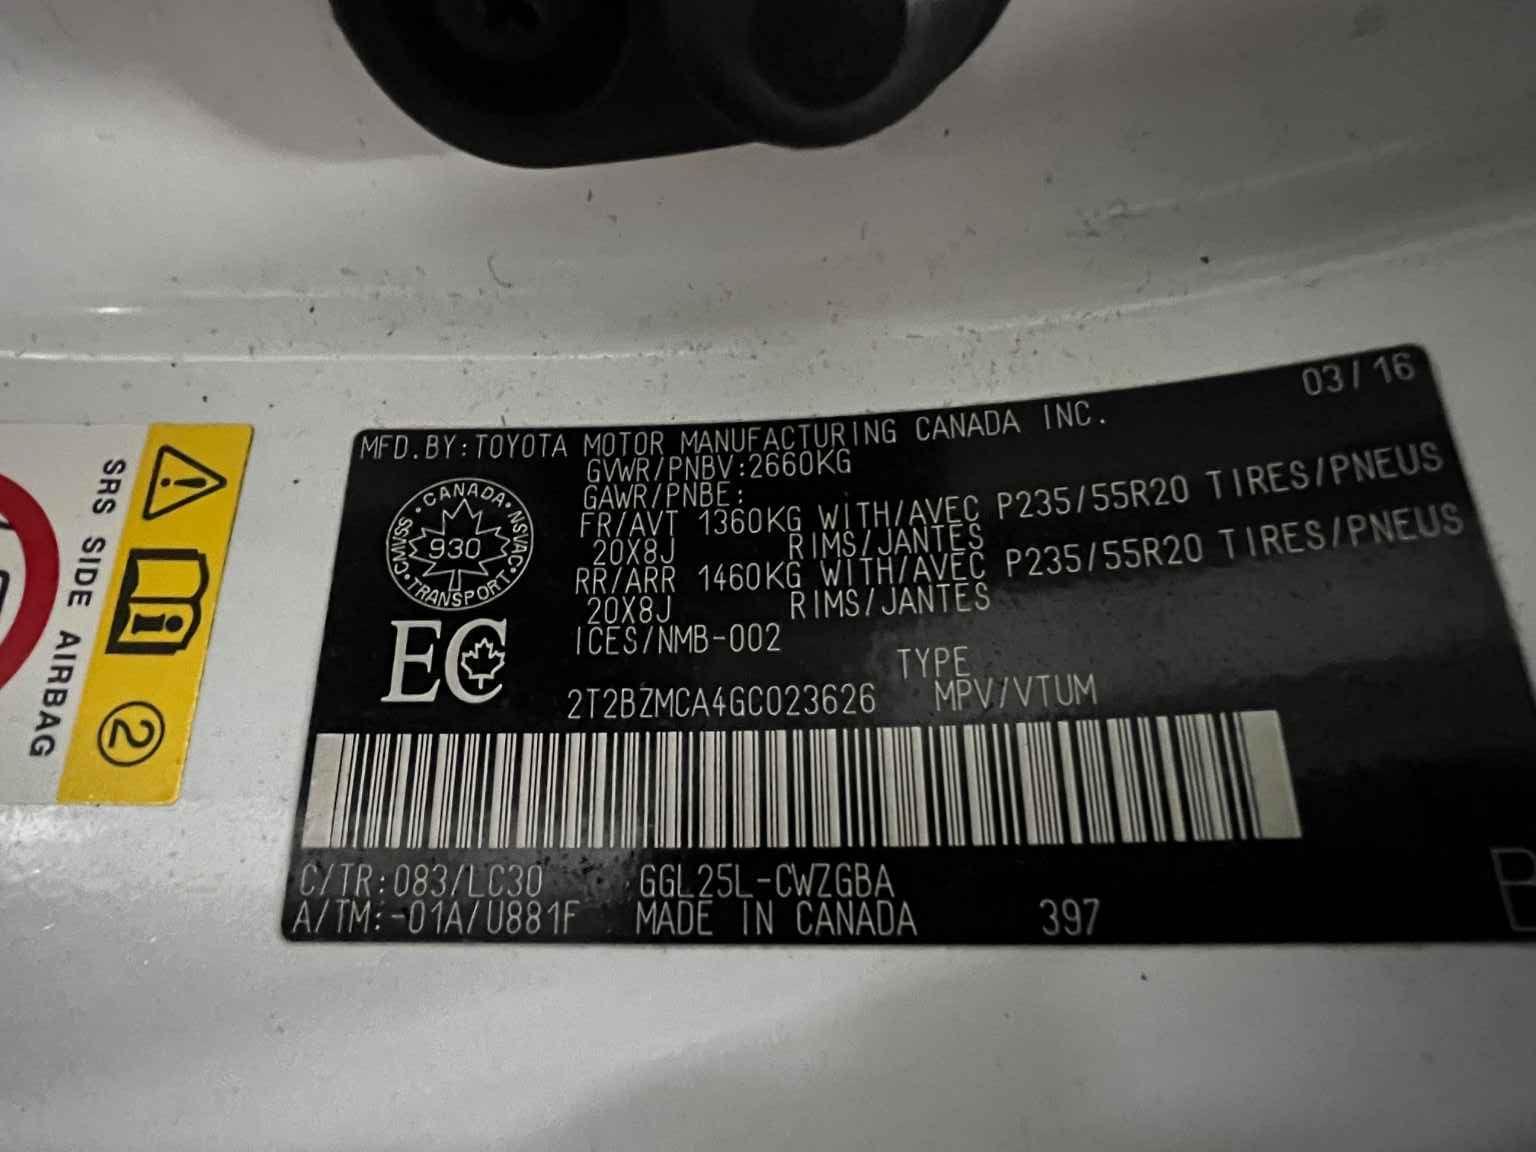 03/16
MFD.BY:TOYOTA MOTOR MANUFACTURING CANADA INC.
GVWR/PNBV:2660KG
GAWR/PNBE:
FR/AVT 1360KG WITH/AVEC P235/55R20 TIRES/PNEUS
20X8J RIMS/JANTES
RR/ARR 1460KG WITH/AVEC P235/55R20 TIRES/PNEUS
20X8J RIMS/JANTES
ICES/NMB-002
CANADA
CMVSS
NSVAC
930
TRANSPORT
EC
TYPE
2T2BZMCA4GC023626 MPV/VTUM
C/TR:083/LC30 GGL25L-CWZGBA
A/TM:-01A/U881F MADE IN CANADA 397
SRS SIDE AIRBAG
2